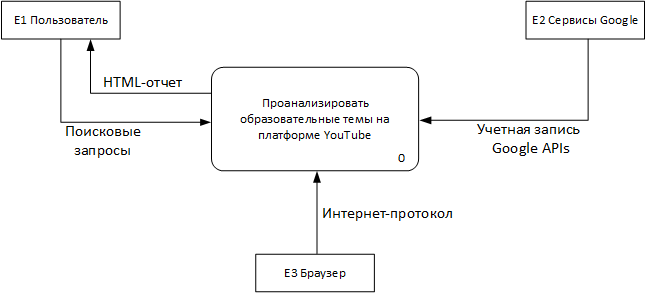 E1 Пользователь
E2 Сервисы Google
HTML-отчет
Проанализировать
образовательные темы на
платформе YouTube
0
Поисковые
запросы
Учетная запись
Google APIs
Интернет-протокол
E3 Браузер